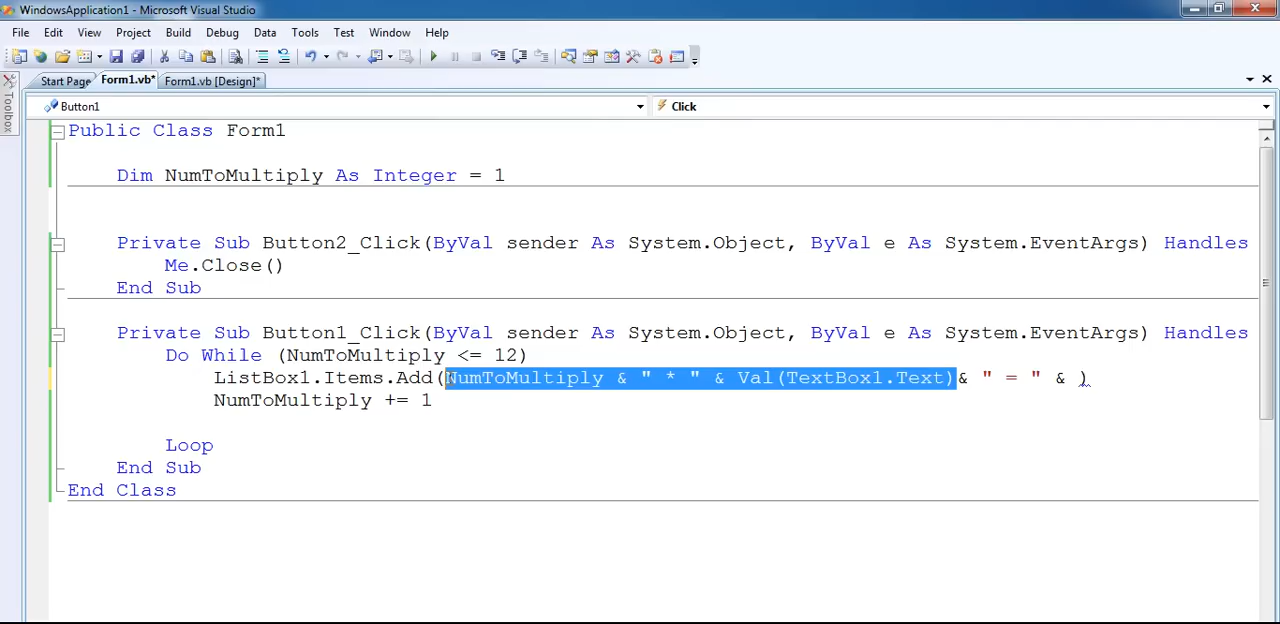 WindowsApplication1 - Microsoft Visual Studio
File Edit View Project Build Debug Data Tools Test Window Help
Start Page Form1.vb* Form1.vb [Design]*
Toolbox
Button1 Click
Public Class Form1
Dim NumToMultiply As Integer = 1
Private Sub Button2_Click(ByVal sender As System.Object, ByVal e As System.EventArgs) Handles
Me.Close()
End Sub
Private Sub Button1_Click(ByVal sender As System.Object, ByVal e As System.EventArgs) Handles
Do While (NumToMultiply <= 12)
ListBox1.Items.Add(NumToMultiply & " * " & Val(TextBox1.Text)& " = " & )
NumToMultiply += 1
Loop
End Sub
End Class